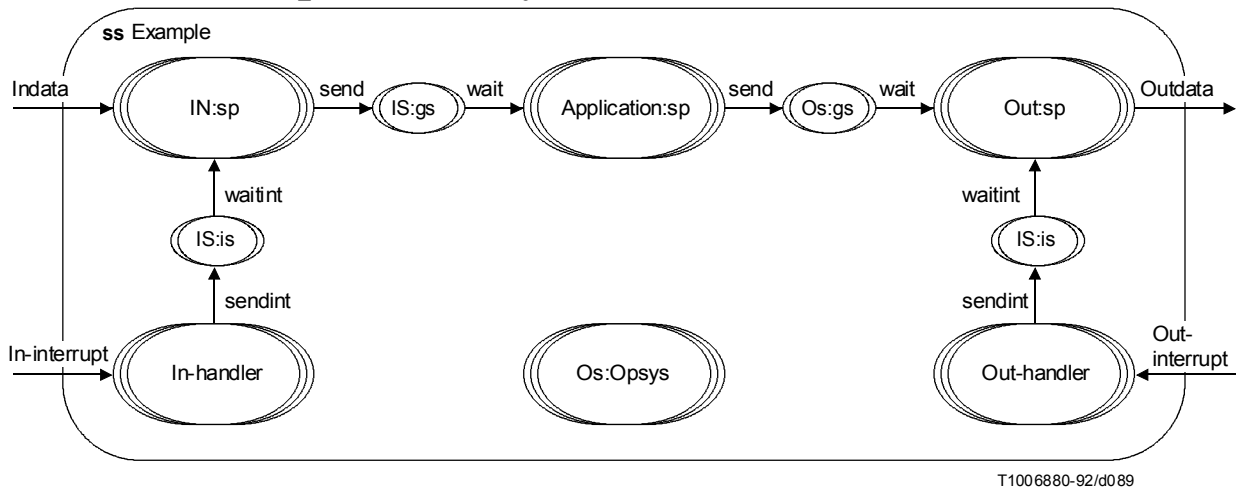 ss Example
Indata
IN:sp
send
IS:gs
wait
Application:sp
send
Os:gs
wait
Out:sp
Outdata
waitint
waitint
IS:is
IS:is
sendint
sendint
In-interrupt
In-handler
Os:Opsys
Out-handler
Out-
interrupt
T1006880-92/d089